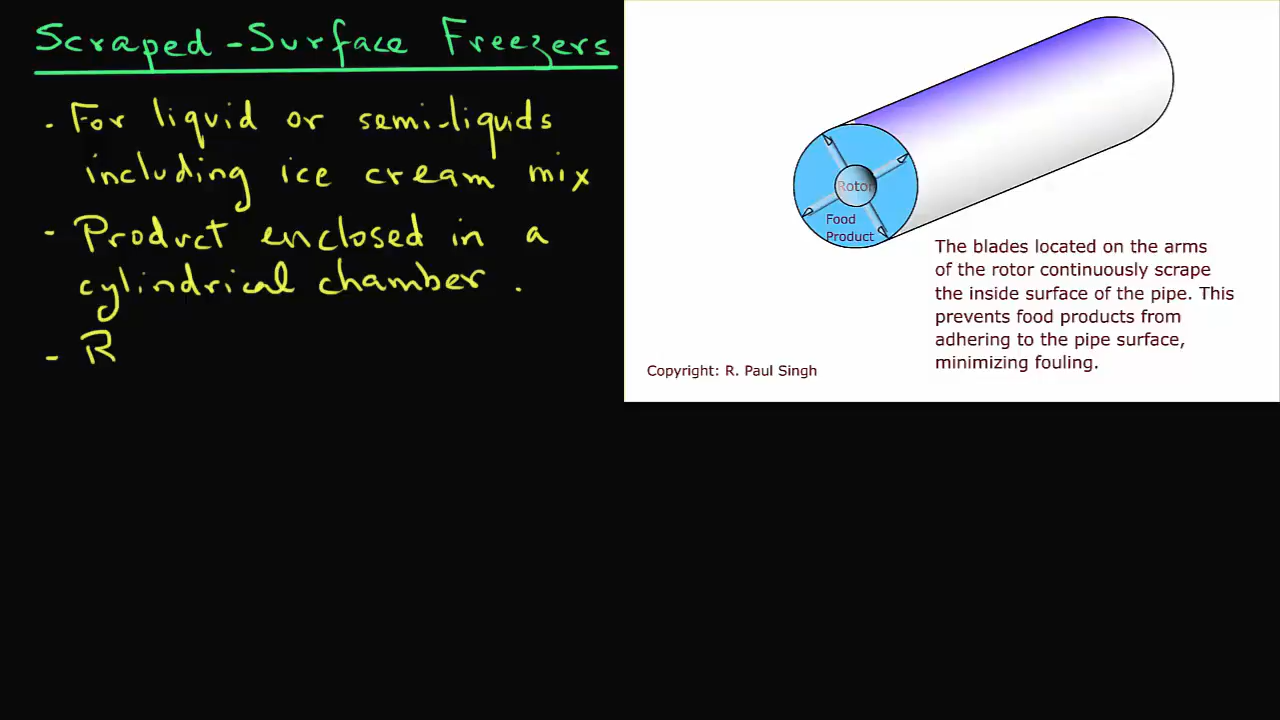 Scraped-Surface Freezers
. For liquid or semi-liquids
including ice cream mix
- Product enclosed in a
cylindrical chamber.
- R
Rotor
Food
Product
The blades located on the arms
of the rotor continuously scrape
the inside surface of the pipe. This
prevents food products from
adhering to the pipe surface,
minimizing fouling.
Copyright: R. Paul Singh